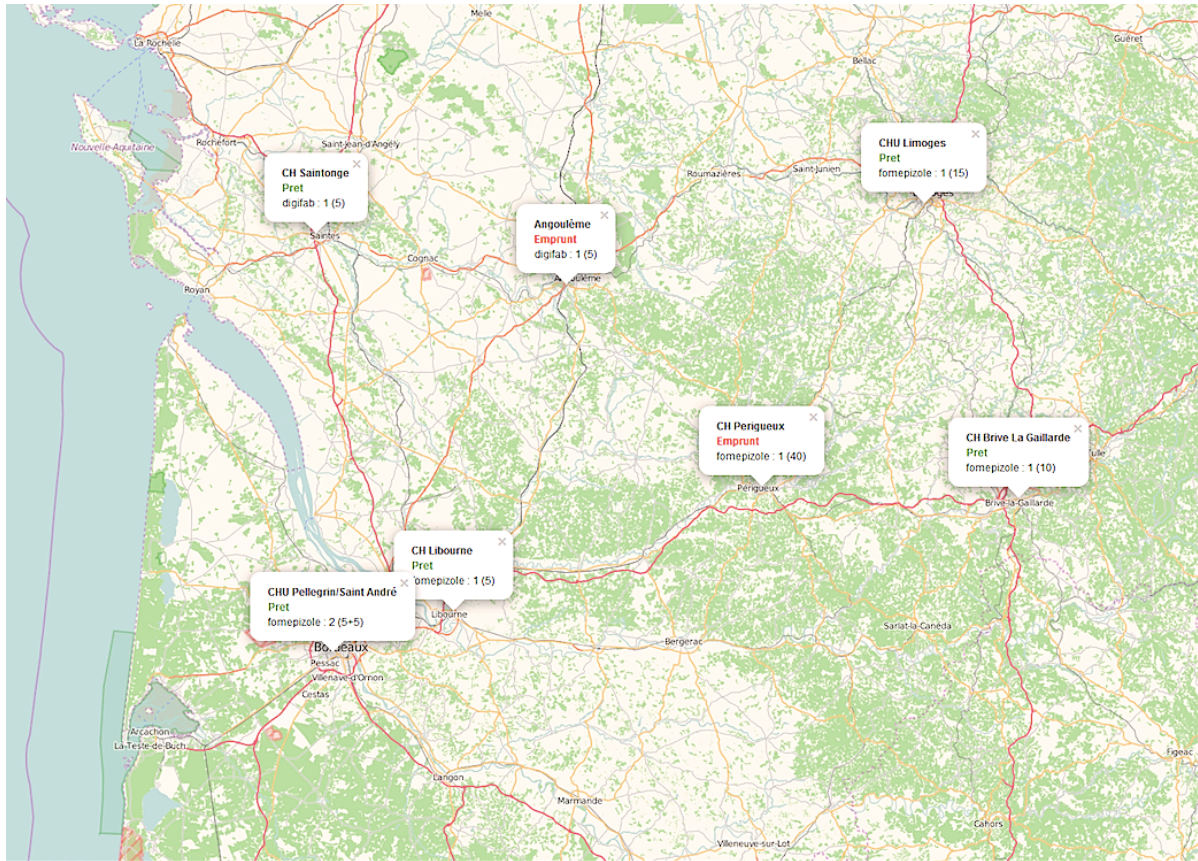 Melle
Guéret
La Rochelle
Bellac
Rochefort
Saint-Jean-d'Angély
Nouvelle-Aquitaine
CHU Limoges
Pret
fomepizole : 1 (15)
CH Saintonge
Pret
digifab : 1 (5)
Roumazières
Saint-Junien
Saintes
Angoulême
Emprunt
digifab : 1 (5)
Cognac
Royan
CH Perigueux
Emprunt
fomepizole : 1 (40)
CH Brive La Gaillarde
Pret
fomepizole : 1 (10)
Périgueux
Brive-la-Gaillarde
CH Libourne
Pret
fomepizole : 1 (5)
CHU Pellegrin/Saint André
Pret
fomepizole : 2 (5+5)
Libourne
Sarlat-la-Canéda
Bergerac
Pessac
Villenave-d'Ornon
Cestas
Arcachon
La Teste-de-Buch
Figeac
Langon
Marmande
Cahors
Villeneuve-sur-Lot